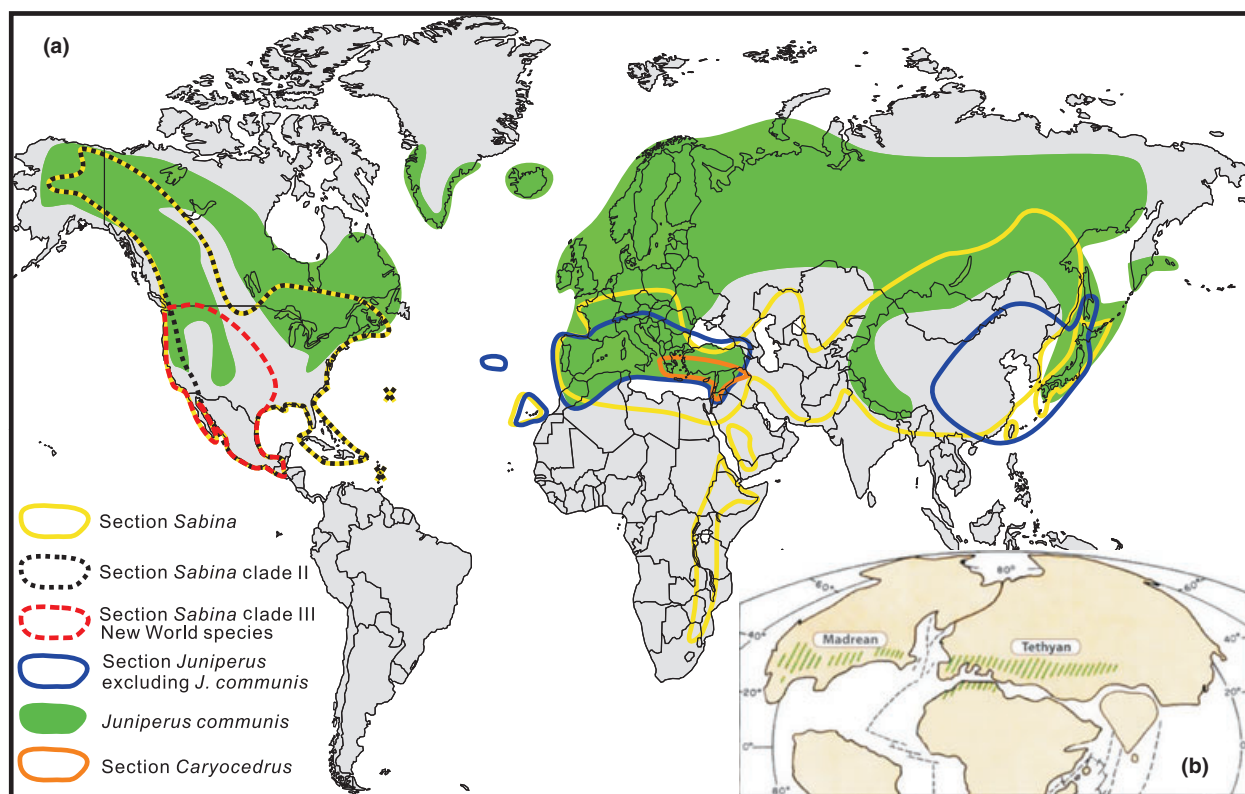 (a)
Section Sabina
Section Sabina clade II
Section Sabina clade III
New World species
Section Juniperus
excluding J. communis
Juniperus communis
Section Caryocedrus
80°
60°
60°
40°
Madrean
Tethyan
40°
20°
20°
0°
0°
(b)